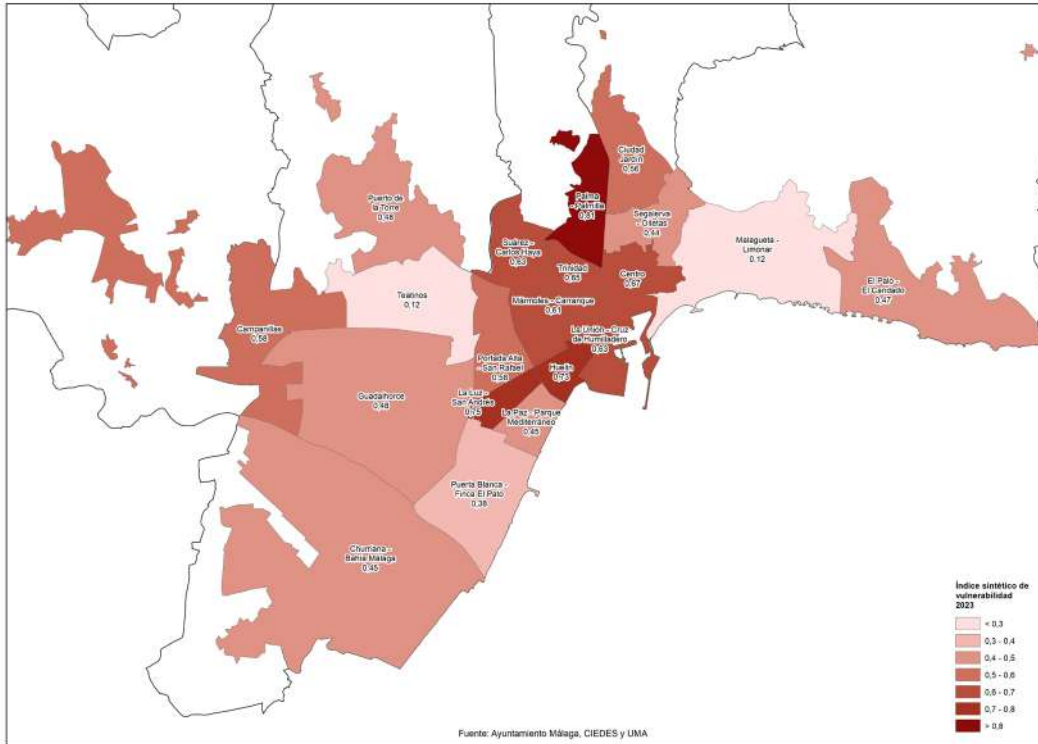 Ciudad
Jardín
0,56
Palma
- Palmilla
0,81
Puerto de
la Torre
0,48
Segalerva
- Olletas
0,44
Suárez -
Carlos Haya
0,63
Malagueta -
Limonar
0,12
Trinidad
0,65
Centro
0,67
El Palo -
El Candado
0,47
Teatinos
0,12
Mármoles - Carranque
0,61
Campanillas
0,58
La Unión - Cruz
de Humilladero
0,63
Portada Alta
- San Rafael
0,58
Huelin
0,73
Guadalhorce
0,48
La Luz -
San Andrés
0,75
La Paz - Parque
Mediterráneo
0,45
Puerta Blanca -
Finca El Pato
0,38
Churriana -
Bahía Málaga
0,45
Índice sintético de
vulnerabilidad
2023
< 0,3
0,3 - 0,4
0,4 - 0,5
0,5 - 0,6
0,6 - 0,7
0,7 - 0,8
> 0,8
Fuente: Ayuntamiento Málaga, CIEDES y UMA